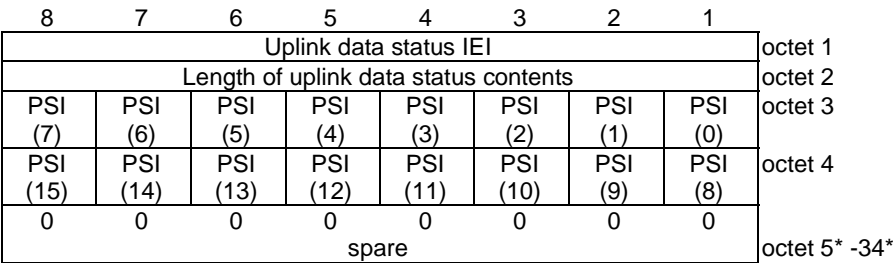 8 7 6 5 4 3 2 1
Uplink data status IEI octet 1
Length of uplink data status contents octet 2
PSI PSI PSI PSI PSI PSI PSI PSI octet 3
(7) (6) (5) (4) (3) (2) (1) (0)
PSI PSI PSI PSI PSI PSI PSI PSI octet 4
(15) (14) (13) (12) (11) (10) (9) (8)
0 0 0 0 0 0 0 0
spare octet 5* -34*